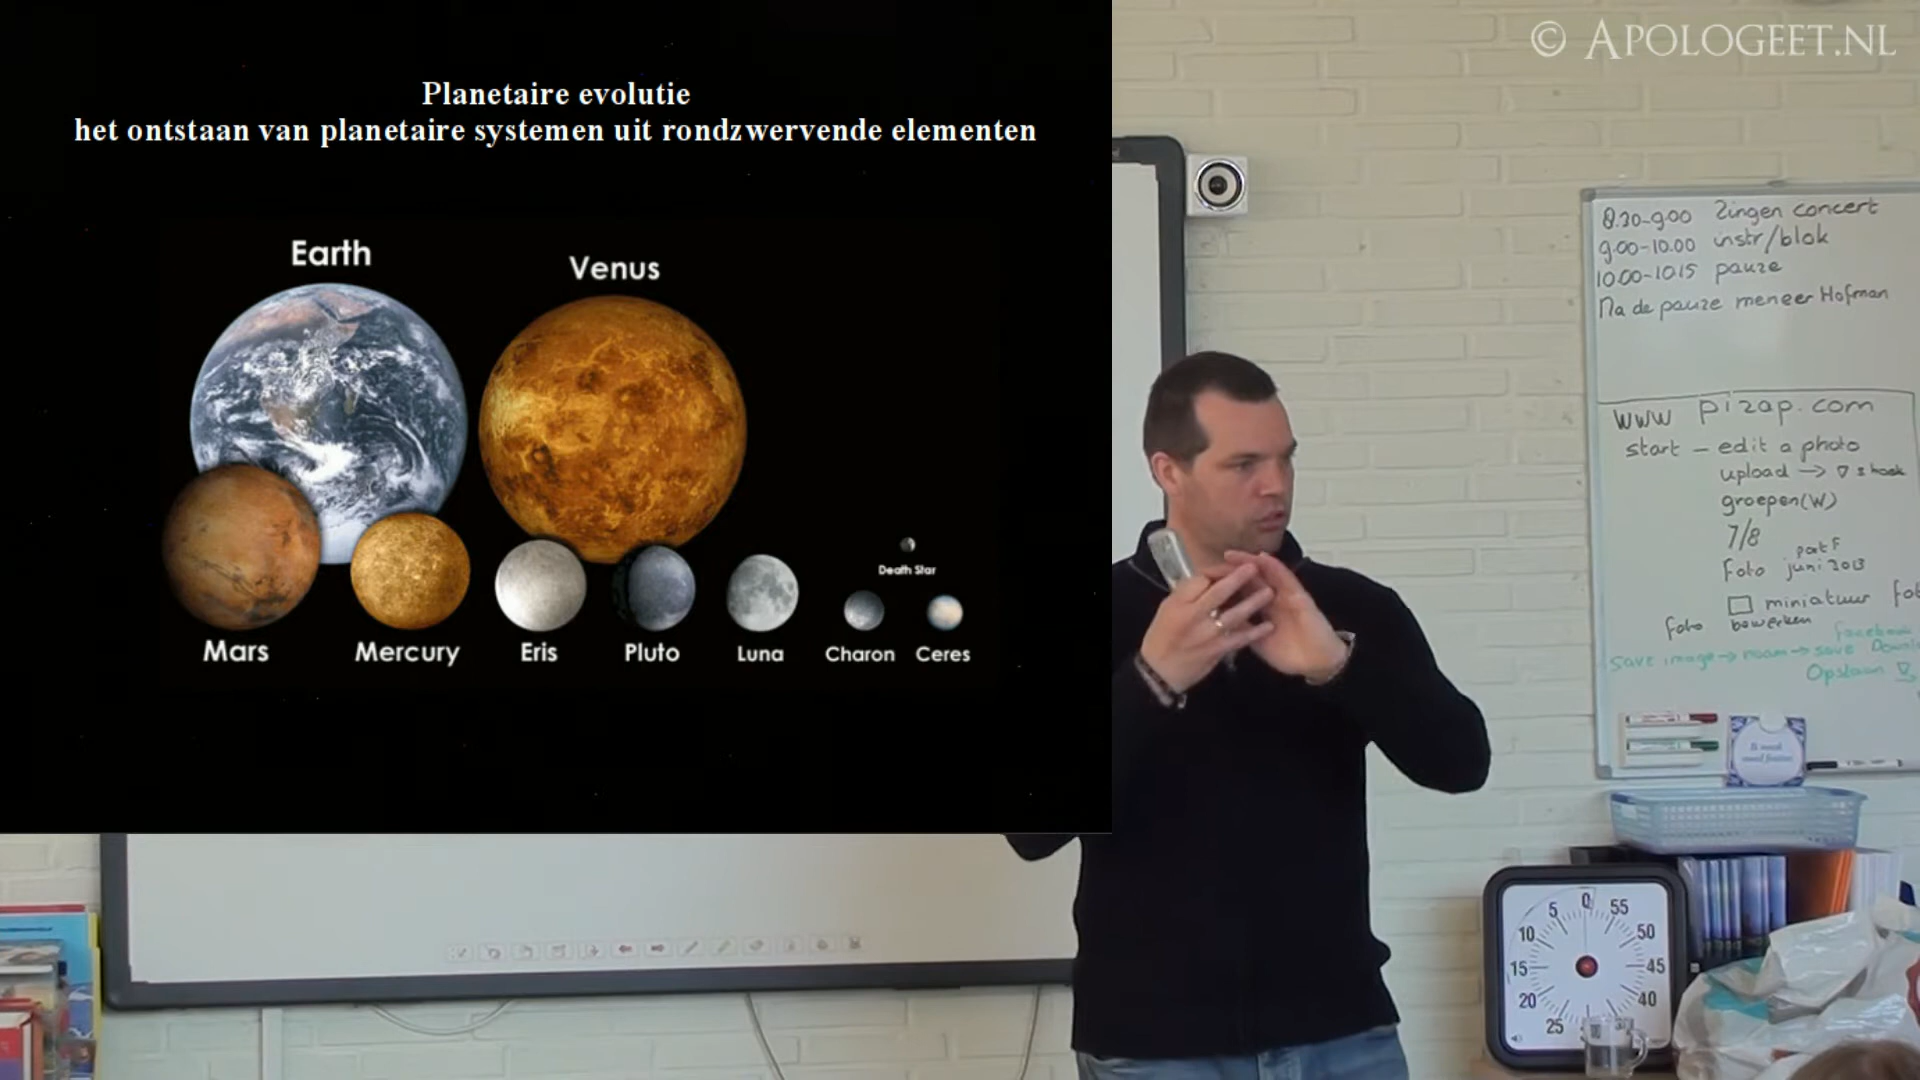 © APOLOGEET.NL
Planetaire evolutie
het ontstaan van planetaire systemen uit rondzwervende elementen
Earth
Venus
Death Star
Mars
Mercury
Eris
Pluto
Luna
Charon
Ceres
8.30-9.00 Zingen concert
9.00-10.00 instr/blok
10.00-10.15 pauze
Na de pauze meneer Hofman
www pizap.com
start – edit a photo
upload →
groepen(W)
7/8
foto juni 2013
miniatuur
foto bewerken
facebook
save image → naam → save
Opslaan
0
55
50
45
40
25
20
15
10
5